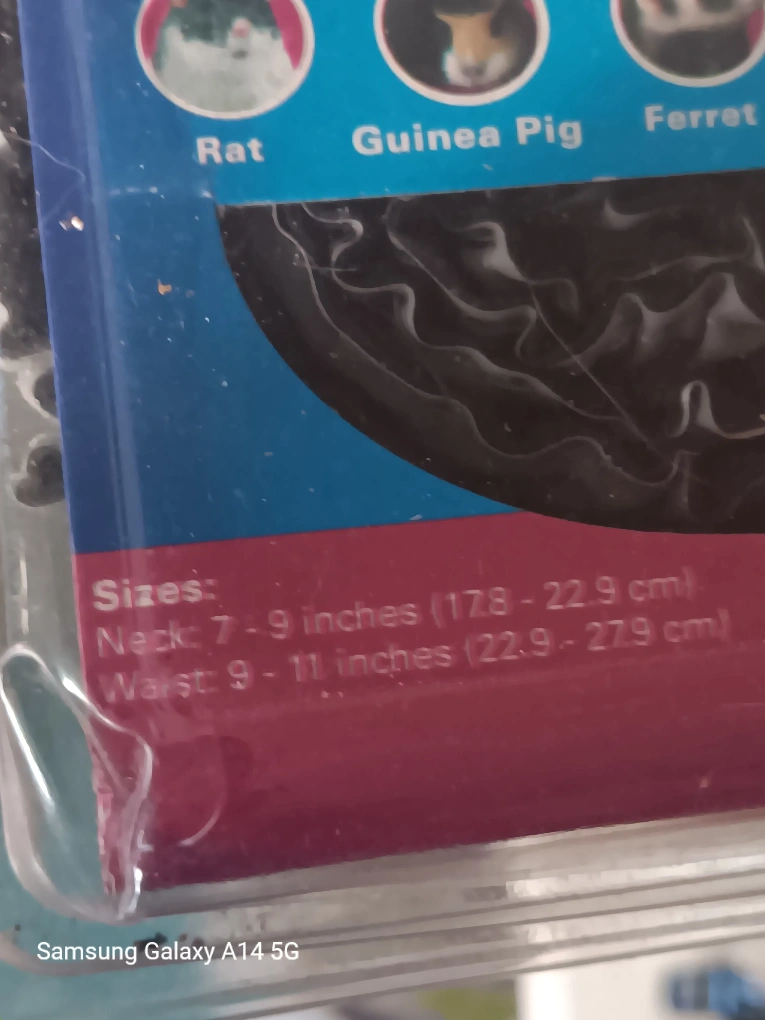 Rat Guinea Pig Ferret
Sizes:
Neck: 7 - 9 inches (17.8 - 22.9 cm)
Waist: 9 - 11 inches (22.9 - 27.9 cm)
Samsung Galaxy A14 5G